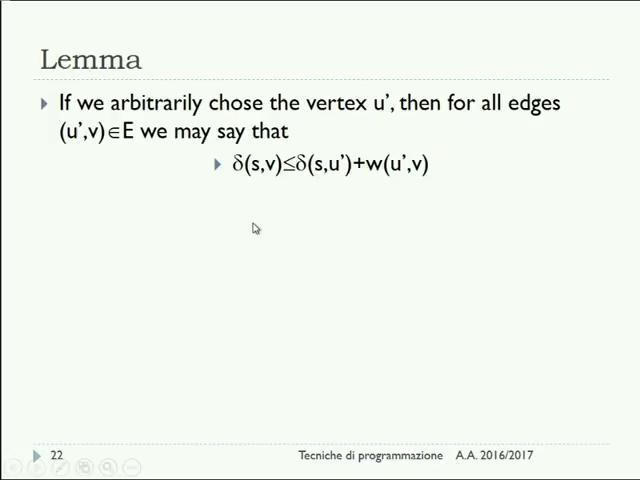 Lemma
If we arbitrarily chose the vertex u’, then for all edges
(u’,v)∈E we may say that
δ(s,v)≤δ(s,u’)+w(u’,v)
22
Tecniche di programmazione A.A. 2016/2017